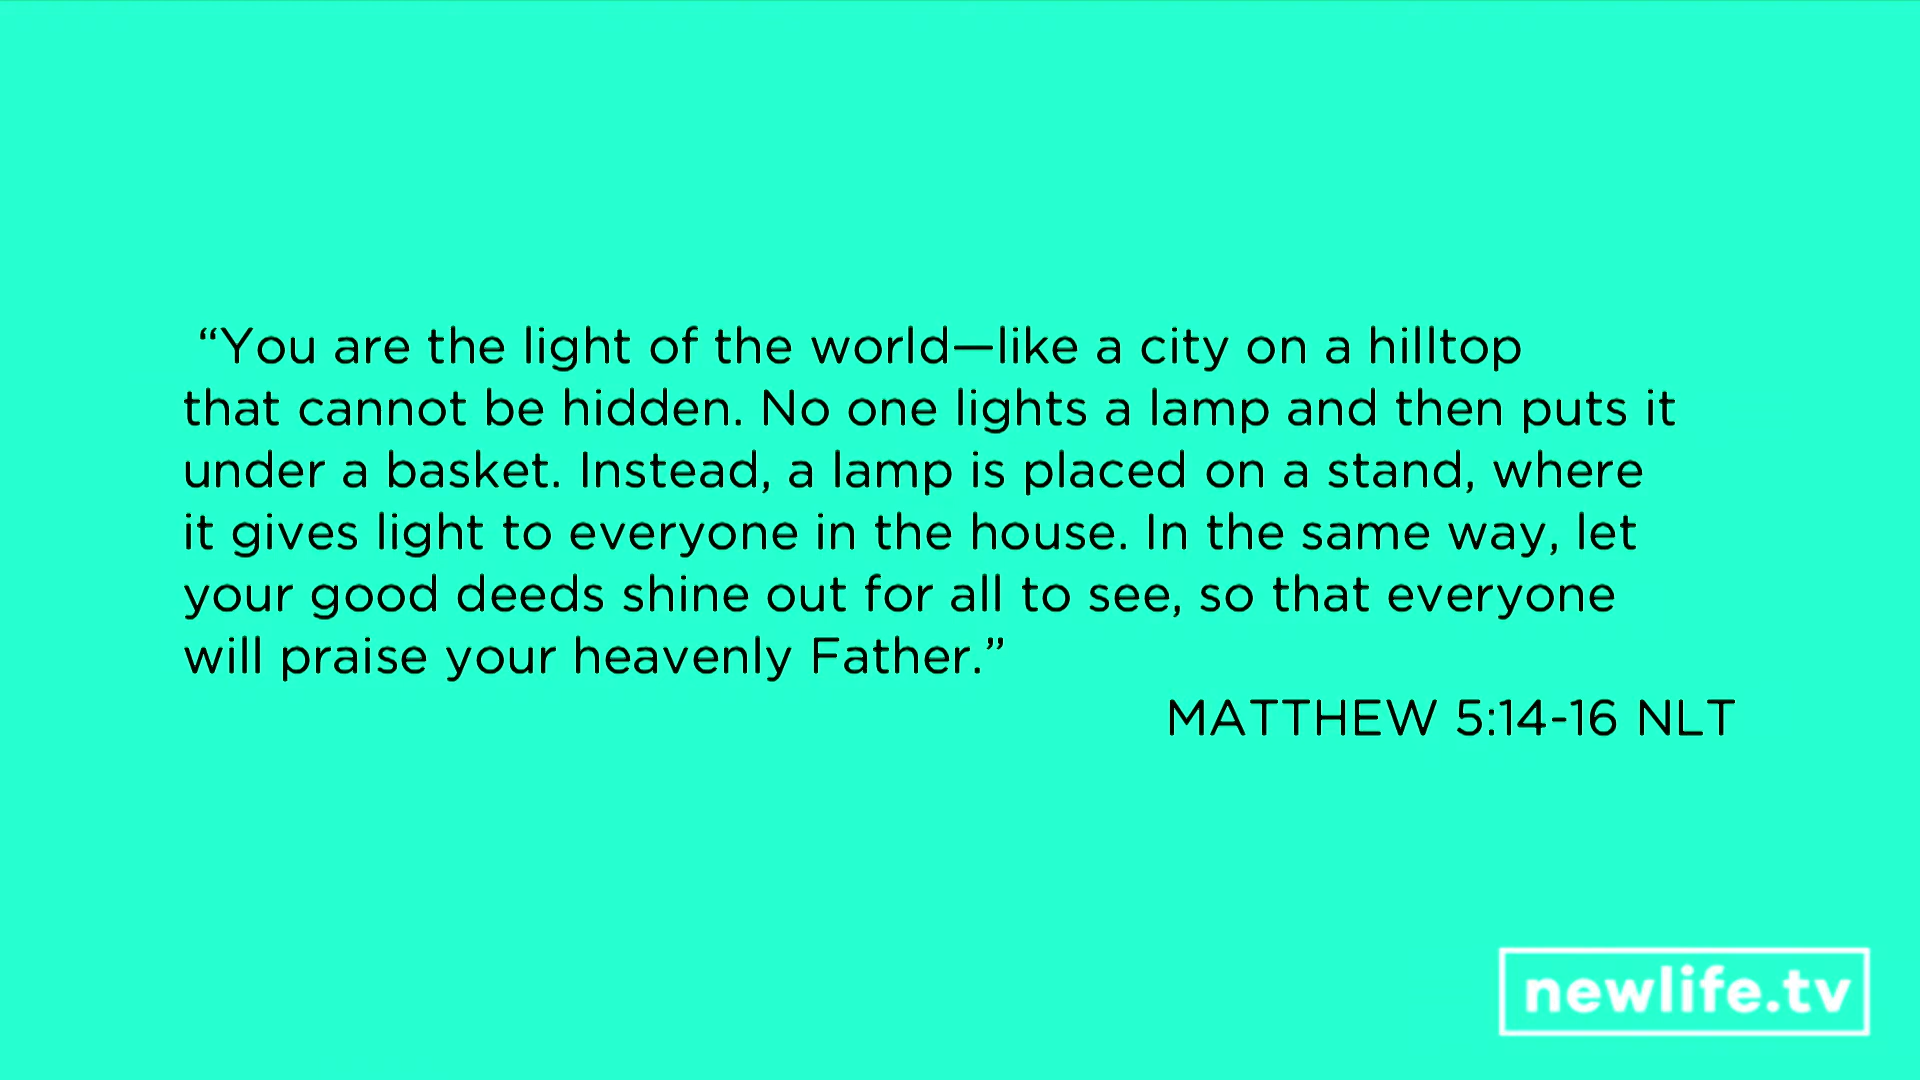 “You are the light of the world—like a city on a hilltop
that cannot be hidden. No one lights a lamp and then puts it
under a basket. Instead, a lamp is placed on a stand, where
it gives light to everyone in the house. In the same way, let
your good deeds shine out for all to see, so that everyone
will praise your heavenly Father.”
MATTHEW 5:14-16 NLT
newlife.tv